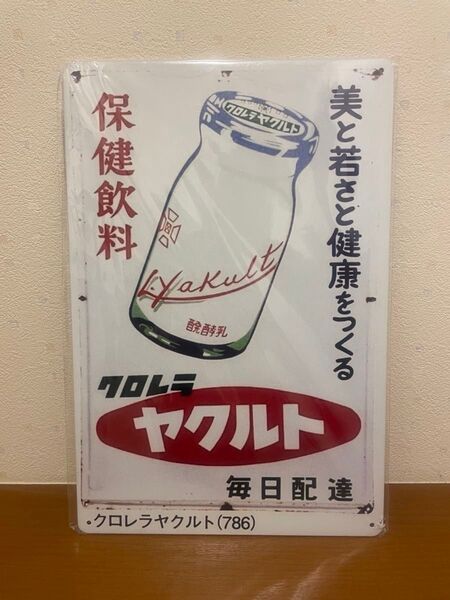 美と若さと健康をつくる
保健飲料
クロレラヤクルト
L.Yakult
醗酵乳
クロレラ
ヤクルト
毎日配達
・クロレラヤクルト(786)